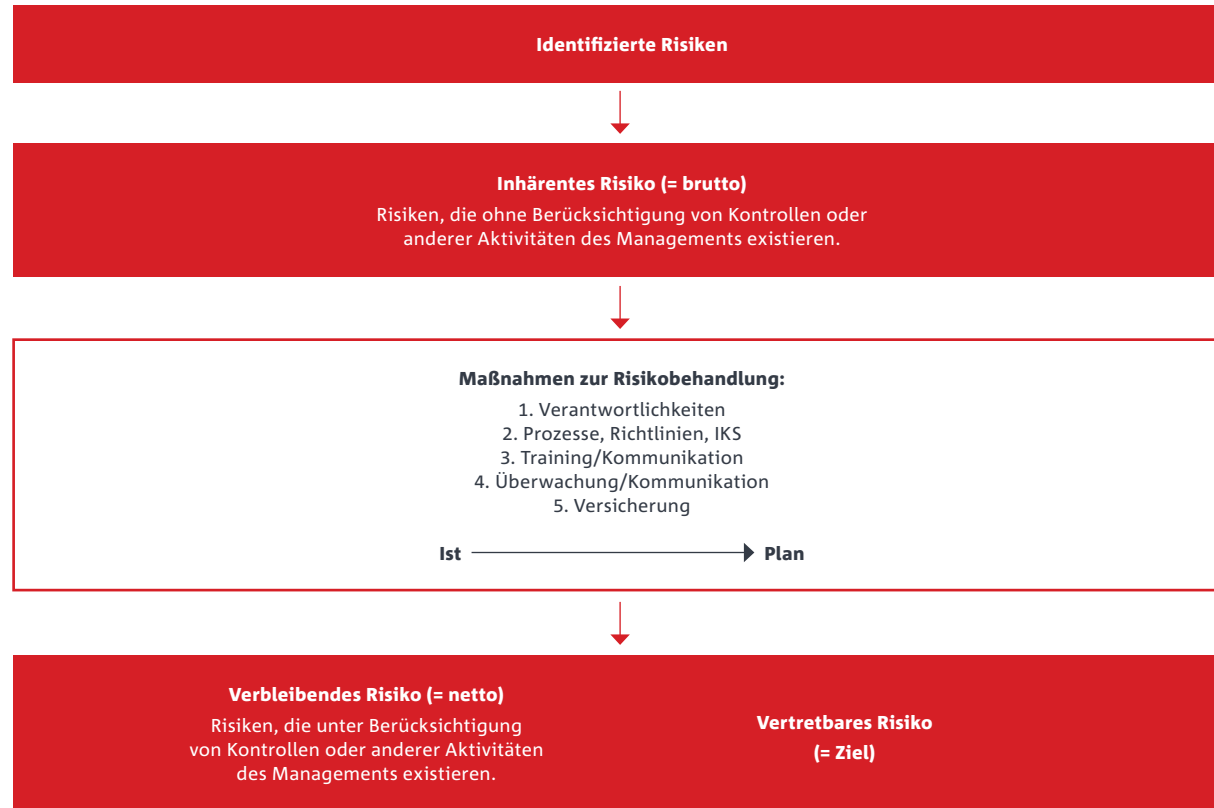 Identifizierte Risiken
Inhärentes Risiko (= brutto)
Risiken, die ohne Berücksichtigung von Kontrollen oder
anderer Aktivitäten des Managements existieren.
Maßnahmen zur Risikobehandlung:
1. Verantwortlichkeiten
2. Prozesse, Richtlinien, IKS
3. Training/Kommunikation
4. Überwachung/Kommunikation
5. Versicherung
Ist
Plan
Verbleibendes Risiko (= netto)
Risiken, die unter Berücksichtigung
von Kontrollen oder anderer Aktivitäten
des Managements existieren.
Vertretbares Risiko
(= Ziel)